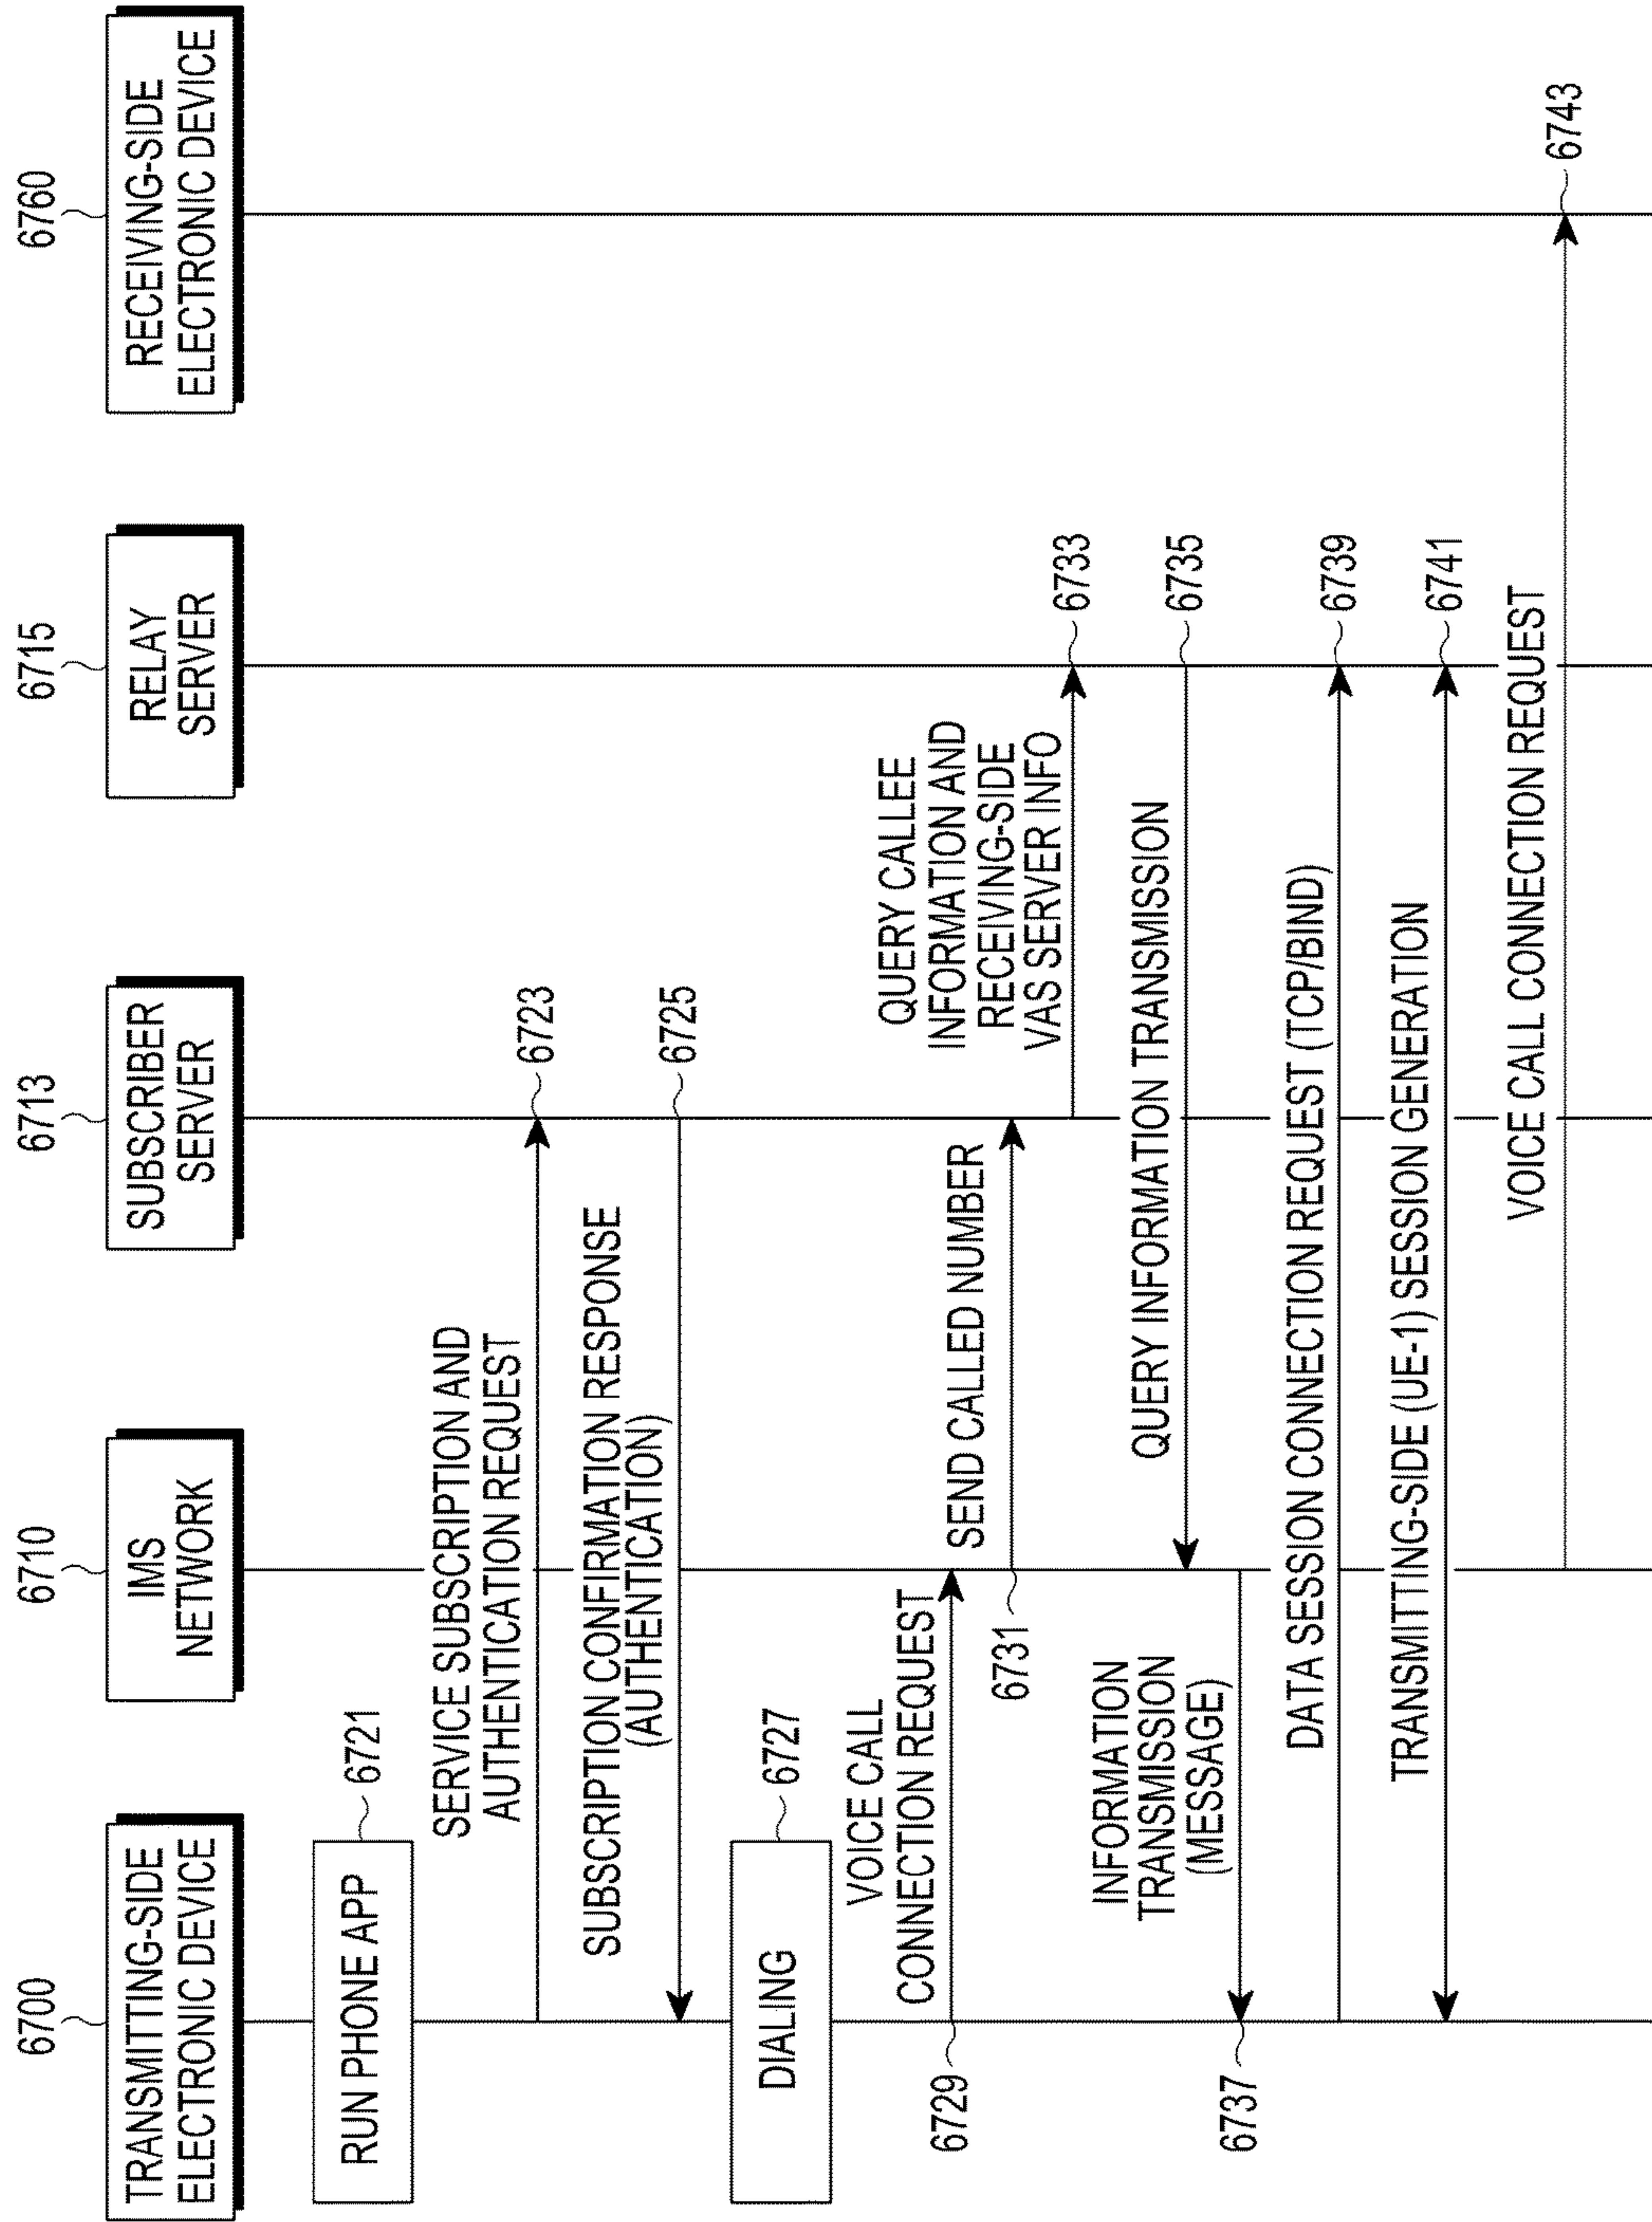 6700
6710
6713
6715
6760
TRANSMITTING-SIDE
ELECTRONIC DEVICE
IMS
NETWORK
SUBSCRIBER
SERVER
RELAY
SERVER
RECEIVING-SIDE
ELECTRONIC DEVICE
RUN PHONE APP
6721
SERVICE SUBSCRIPTION AND
AUTHENTICATION REQUEST
6723
SUBSCRIPTION CONFIRMATION RESPONSE
(AUTHENTICATION)
6725
DIALING
6727
VOICE CALL
CONNECTION REQUEST
6729
SEND CALLED NUMBER
6731
QUERY CALLEE
INFORMATION AND
RECEIVING-SIDE
VAS SERVER INFO
6733
QUERY INFORMATION TRANSMISSION
6735
INFORMATION
TRANSMISSION
(MESSAGE)
6737
DATA SESSION CONNECTION REQUEST (TCP/BIND)
6739
TRANSMITTING-SIDE (UE-1) SESSION GENERATION
6741
VOICE CALL CONNECTION REQUEST
6743